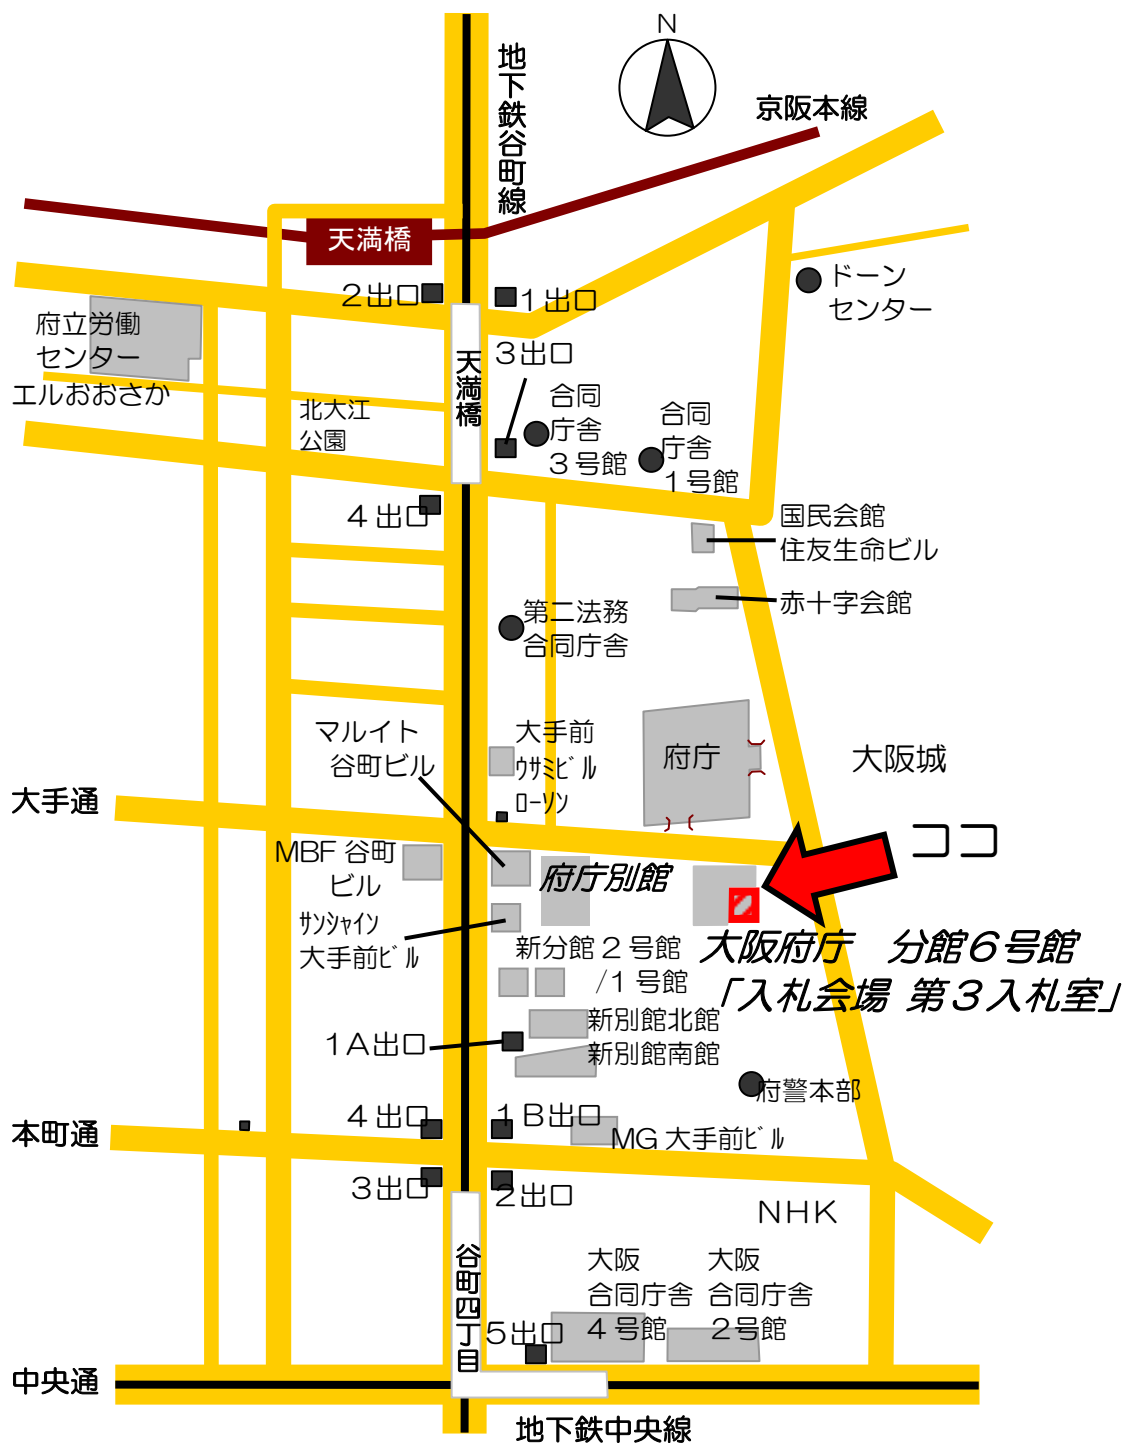 N
地下鉄谷町線
京阪本線
天満橋
ドーン
センター
2出口
1出口
府立労働
センター
エルおおさか
天満橋
3出口
北大江
公園
合同
庁舎
3号館
合同
庁舎
1号館
4出口
国民会館
住友生命ビル
赤十字会館
第二法務
合同庁舎
マルイト
谷町ビル
大手前
ウサミビル
ローソン
府庁
大阪城
大手通
ココ
MBF 谷町
ビル
府庁別館
サンシャイン
大手前ビル
新分館2号館
/1号館
大阪府庁　分館6号館
「入札会場 第3入札室」
新別館北館
新別館南館
1A出口
府警本部
4出口
1B出口
本町通
MG 大手前ビル
3出口
2出口
NHK
谷町四丁目
大阪
合同庁舎
4号館
大阪
合同庁舎
2号館
5出口
中央通
地下鉄中央線